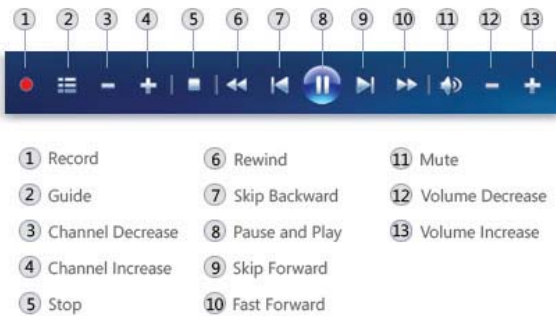 1 2 3 4 5 6 7 8 9 10 11 12 13
1 Record
2 Guide
3 Channel Decrease
4 Channel Increase
5 Stop
6 Rewind
7 Skip Backward
8 Pause and Play
9 Skip Forward
10 Fast Forward
11 Mute
12 Volume Decrease
13 Volume Increase